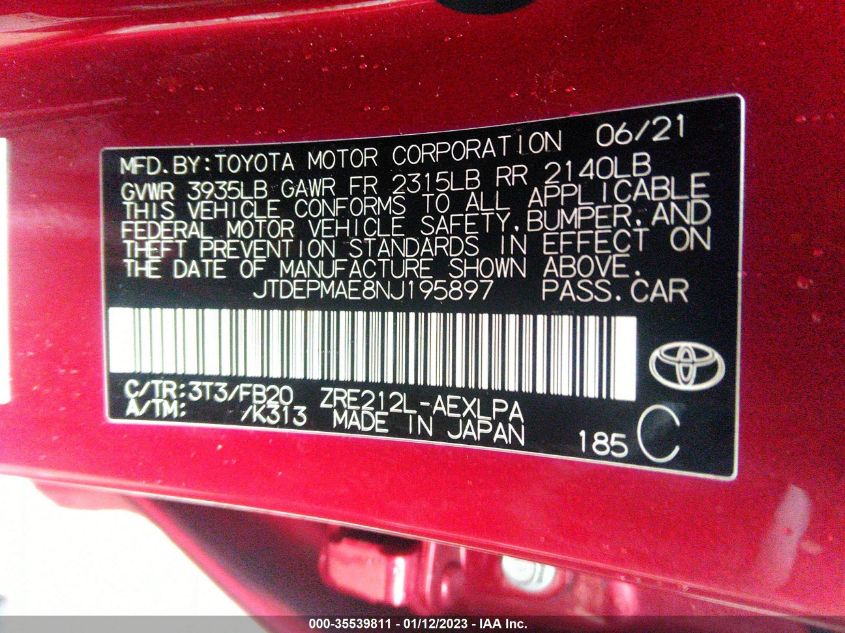 MFD.BY:TOYOTA MOTOR CORPORATION 06/21
GVWR 3935LB GAWR FR 2315LB RR 2140LB
THIS VEHICLE CONFORMS TO ALL APPLICABLE
FEDERAL MOTOR VEHICLE SAFETY, BUMPER, AND
THEFT PREVENTION STANDARDS IN EFFECT ON
THE DATE OF MANUFACTURE SHOWN ABOVE.
JTDEPMAE8NJ195897 PASS.CAR
C/TR:3T3/FB20 ZRE212L-AEXLPA
A/TM: /K313 MADE IN JAPAN 185 C
000-35539811 - 01/12/2023 - IAA Inc.